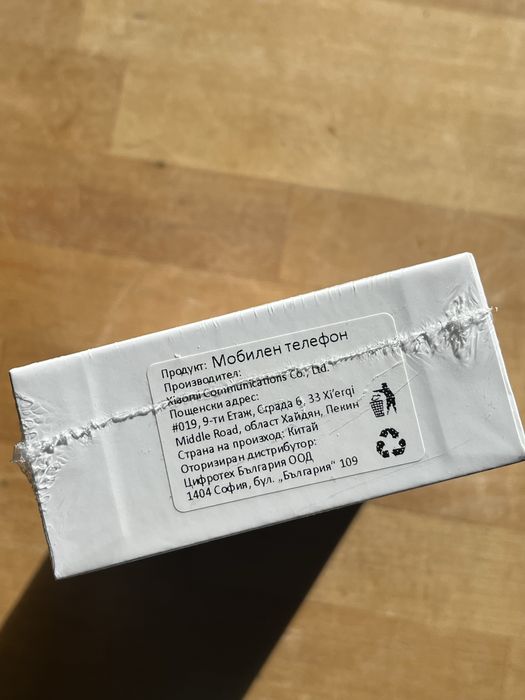 Продукт: Мобилен телефон
Производител:
Xiaomi Communications Co., Ltd.
Пощенски адрес:
#019, 9-ти Етаж, Сграда 6, 33 Xi'erqi
Middle Road, област Хайдян, Пекин
Страна на произход: Китай
Оторизиран дистрибутор:
Цифротех България ООД
1404 София, бул. „България“ 109